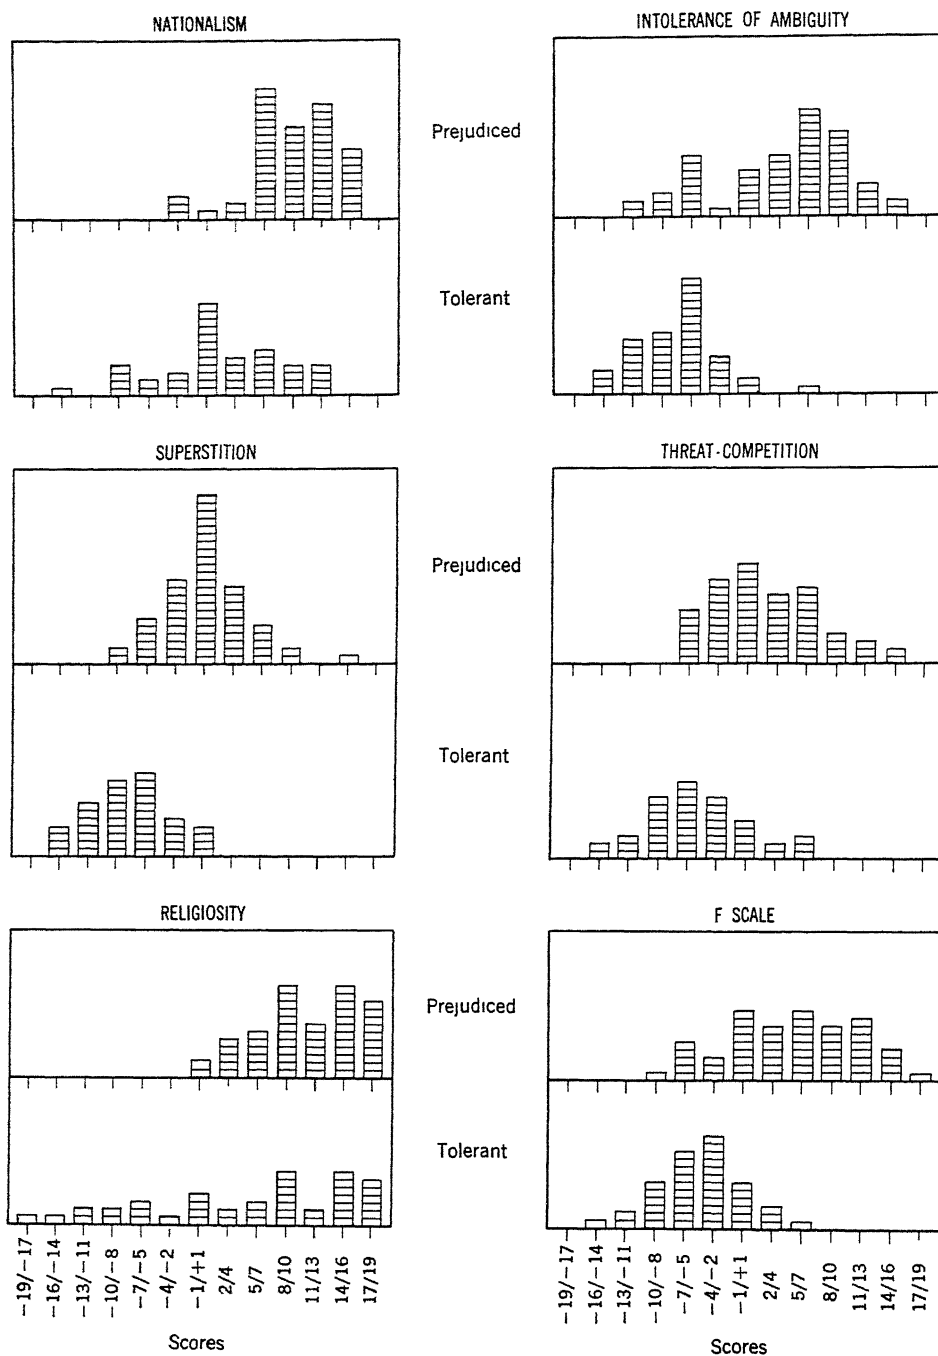 NATIONALISM
INTOLERANCE OF AMBIGUITY
Prejudiced
Tolerant
SUPERSTITION
THREAT-COMPETITION
Prejudiced
Tolerant
RELIGIOSITY
F SCALE
Prejudiced
Tolerant
-19/-17
-16/-14
-13/-11
-10/-8
-7/-5
-4/-2
-1/+1
2/4
5/7
8/10
11/13
14/16
17/19
Scores
-19/-17
-16/-14
-13/-11
-10/-8
-7/-5
-4/-2
-1/+1
2/4
5/7
8/10
11/13
14/16
17/19
Scores